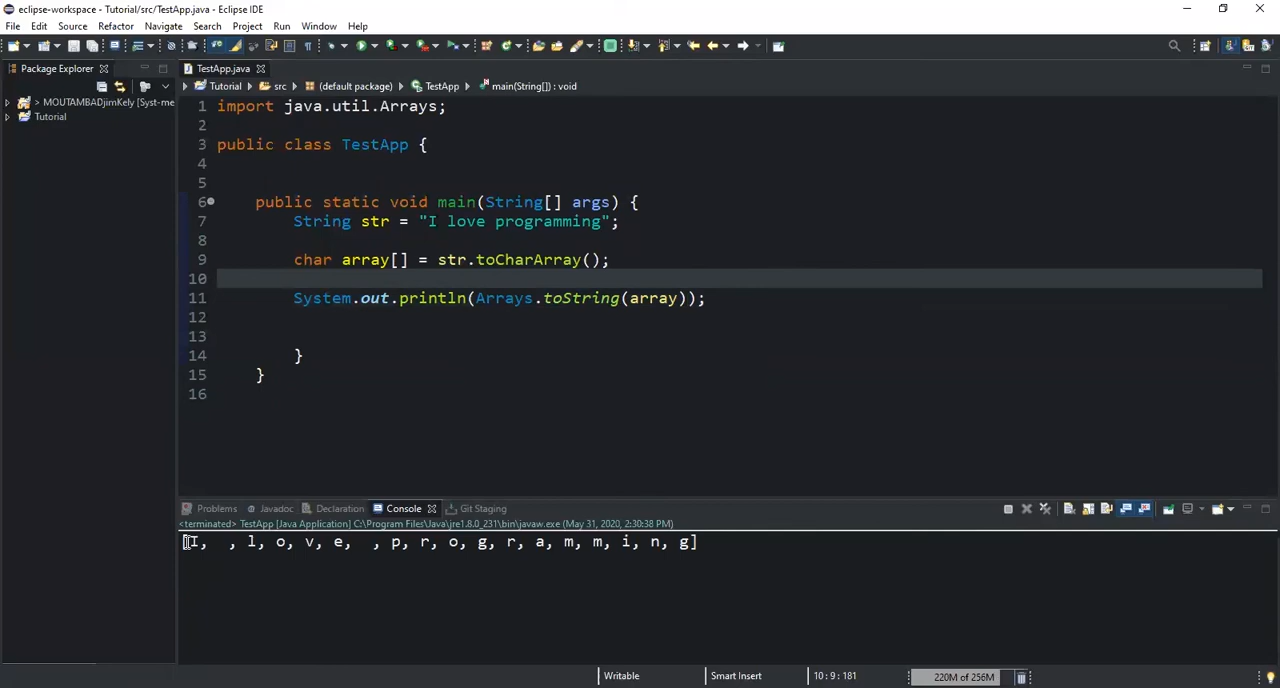 eclipse-workspace - Tutorial/src/TestApp.java - Eclipse IDE
File Edit Source Refactor Navigate Search Project Run Window Help
Package Explorer
TestApp.java
Tutorial src (default package) TestApp main(String[]) : void
> MOUTAMBADjimKely [Syst-me
Tutorial
1 import java.util.Arrays;
2
3 public class TestApp {
4
5
6 public static void main(String[] args) {
7 String str = "I love programming";
8
9 char array[] = str.toCharArray();
10
11 System.out.println(Arrays.toString(array));
12
13
14 }
15 }
16
Problems Javadoc Declaration Console Git Staging
<terminated> TestApp [Java Application] C:\Program Files\Java\jre1.8.0_231\bin\javaw.exe (May 31, 2020, 2:30:38 PM)
[I,  , l, o, v, e,  , p, r, o, g, r, a, m, m, i, n, g]
Writable Smart Insert 10 : 9 : 181 220M of 256M